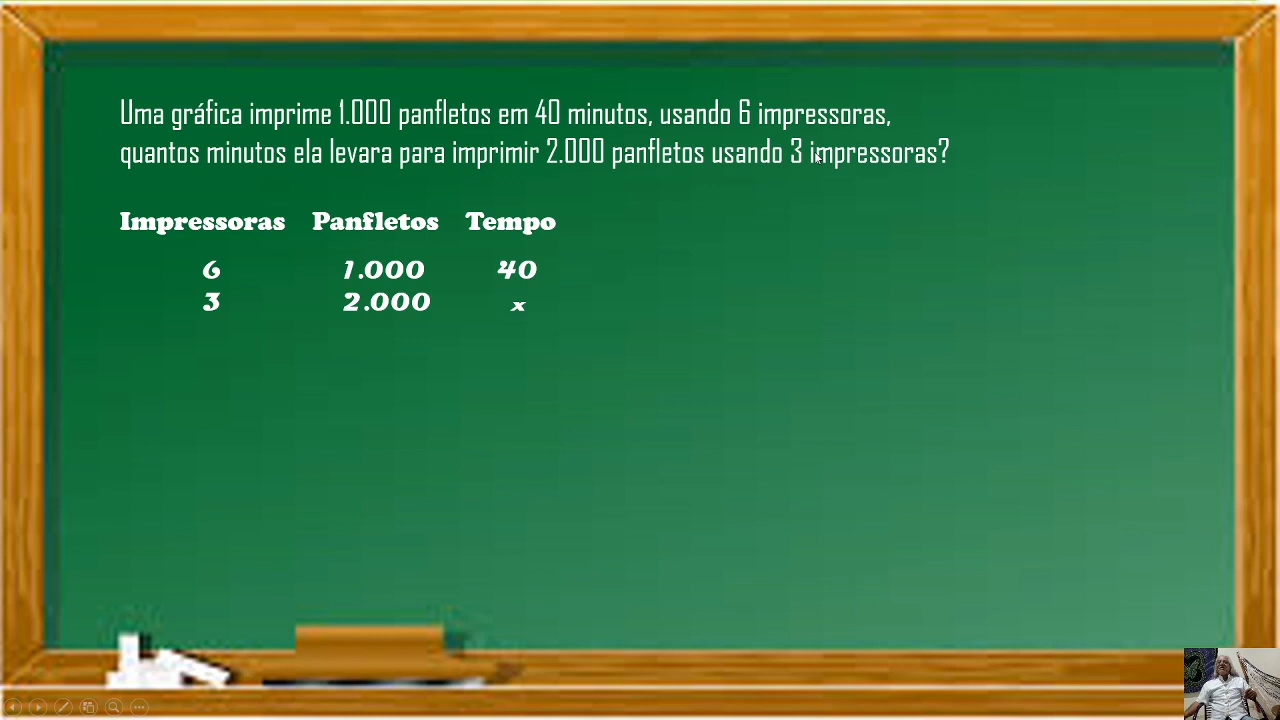 Uma gráfica imprime 1.000 panfletos em 40 minutos, usando 6 impressoras,
quantos minutos ela levara para imprimir 2.000 panfletos usando 3 impressoras?
Impressoras Panfletos Tempo
6 1.000 40
3 2.000 x